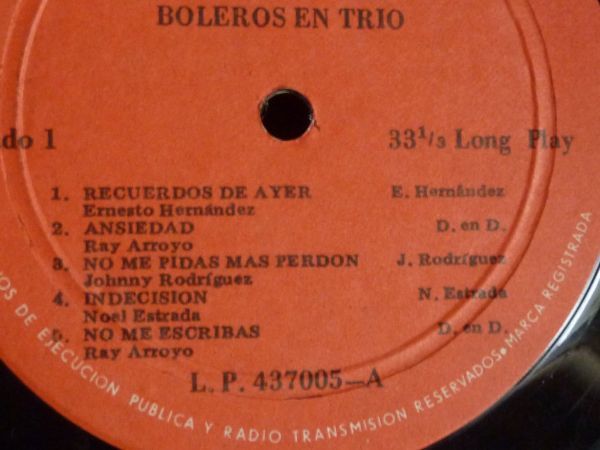 BOLEROS EN TRIO
do 1 33 1/3 Long Play
1. RECUERDOS DE AYER E. Hernández
Ernesto Hernández
2. ANSIEDAD D. en D.
Ray Arroyo
3. NO ME PIDAS MAS PERDON J. Rodríguez
Johnny Rodríguez
4. INDECISION N. Estrada
Noel Estrada
5. NO ME ESCRIBAS D. en D.
Ray Arroyo
L. P. 437005-A
OS DE EJECUCION PUBLICA Y RADIO TRANSMISION RESERVADOS. MARCA REGISTRADA